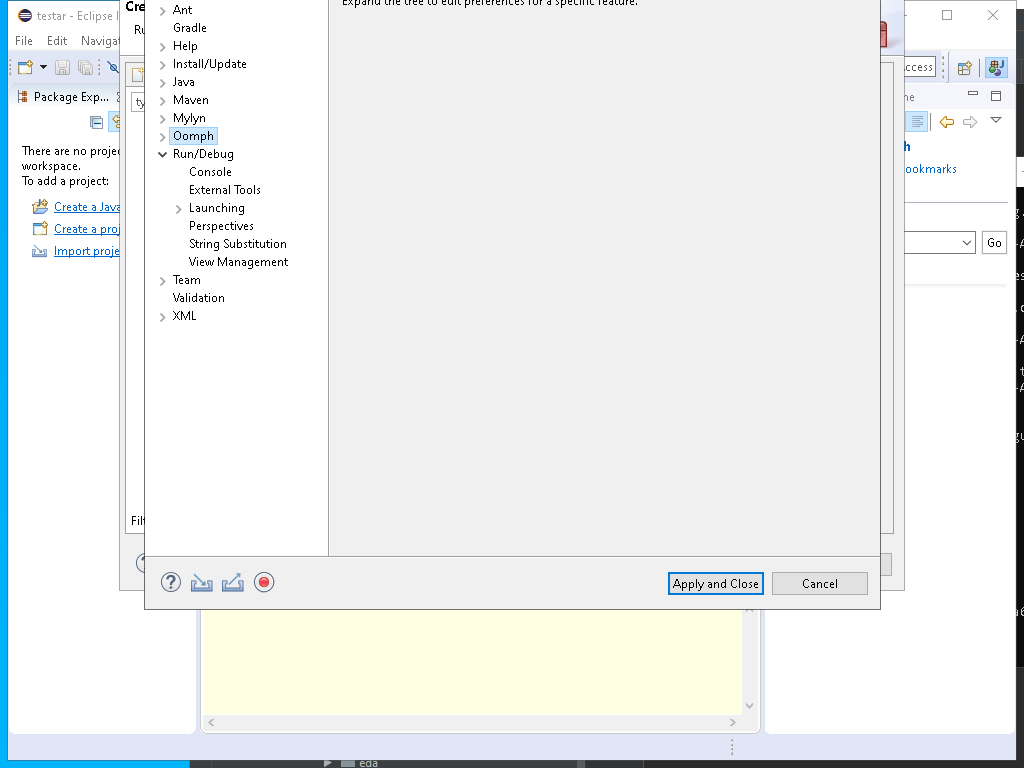 testar - Eclipse
File Edit Navigat
Cre
Expand the tree to edit preferences for a specific feature.
Ant
Gradle
Help
Install/Update
Java
Maven
Mylyn
Oomph
Run/Debug
Console
External Tools
Launching
Perspectives
String Substitution
View Management
Team
Validation
XML
Package Exp...
There are no projec
workspace.
To add a project:
Create a Java
Create a proj
Import proje
ty
Filt
ccess
ne
h
ookmarks
Go
Apply and Close
Cancel
eda